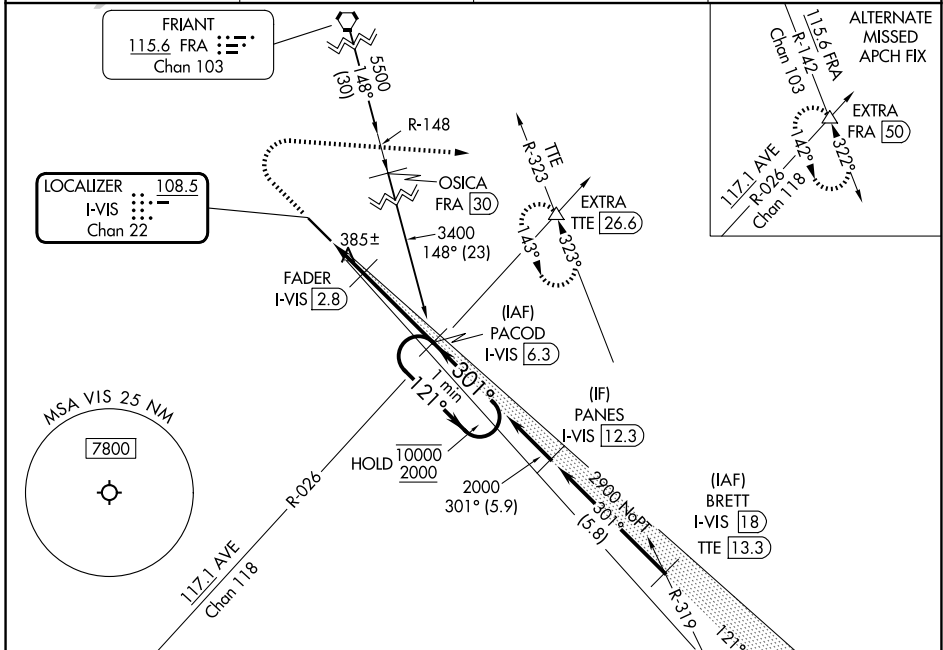 FRIANT
115.6 FRA
Chan 103
5500
148°
(30)
R-148
OSICA
FRA 30
3400
148° (23)
LOCALIZER 108.5
I-VIS
Chan 22
385±
FADER
I-VIS 2.8
TTE
R-323
EXTRA
TTE 26.6
143°
323°
(IAF)
PACOD
I-VIS 6.3
301°
1 min
121°
HOLD 10000
2000
(IF)
PANES
I-VIS 12.3
2000
301° (5.9)
2900 NoPT
301°
(5.8)
(IAF)
BRETT
I-VIS 18
TTE 13.3
R-319
121°
MSA VIS 25 NM
7800
R-026
117.1 AVE
Chan 118
ALTERNATE
MISSED
APCH FIX
115.6 FRA
R-142
Chan 103
EXTRA
FRA 50
142°
322°
117.1 AVE
R-026
Chan 118